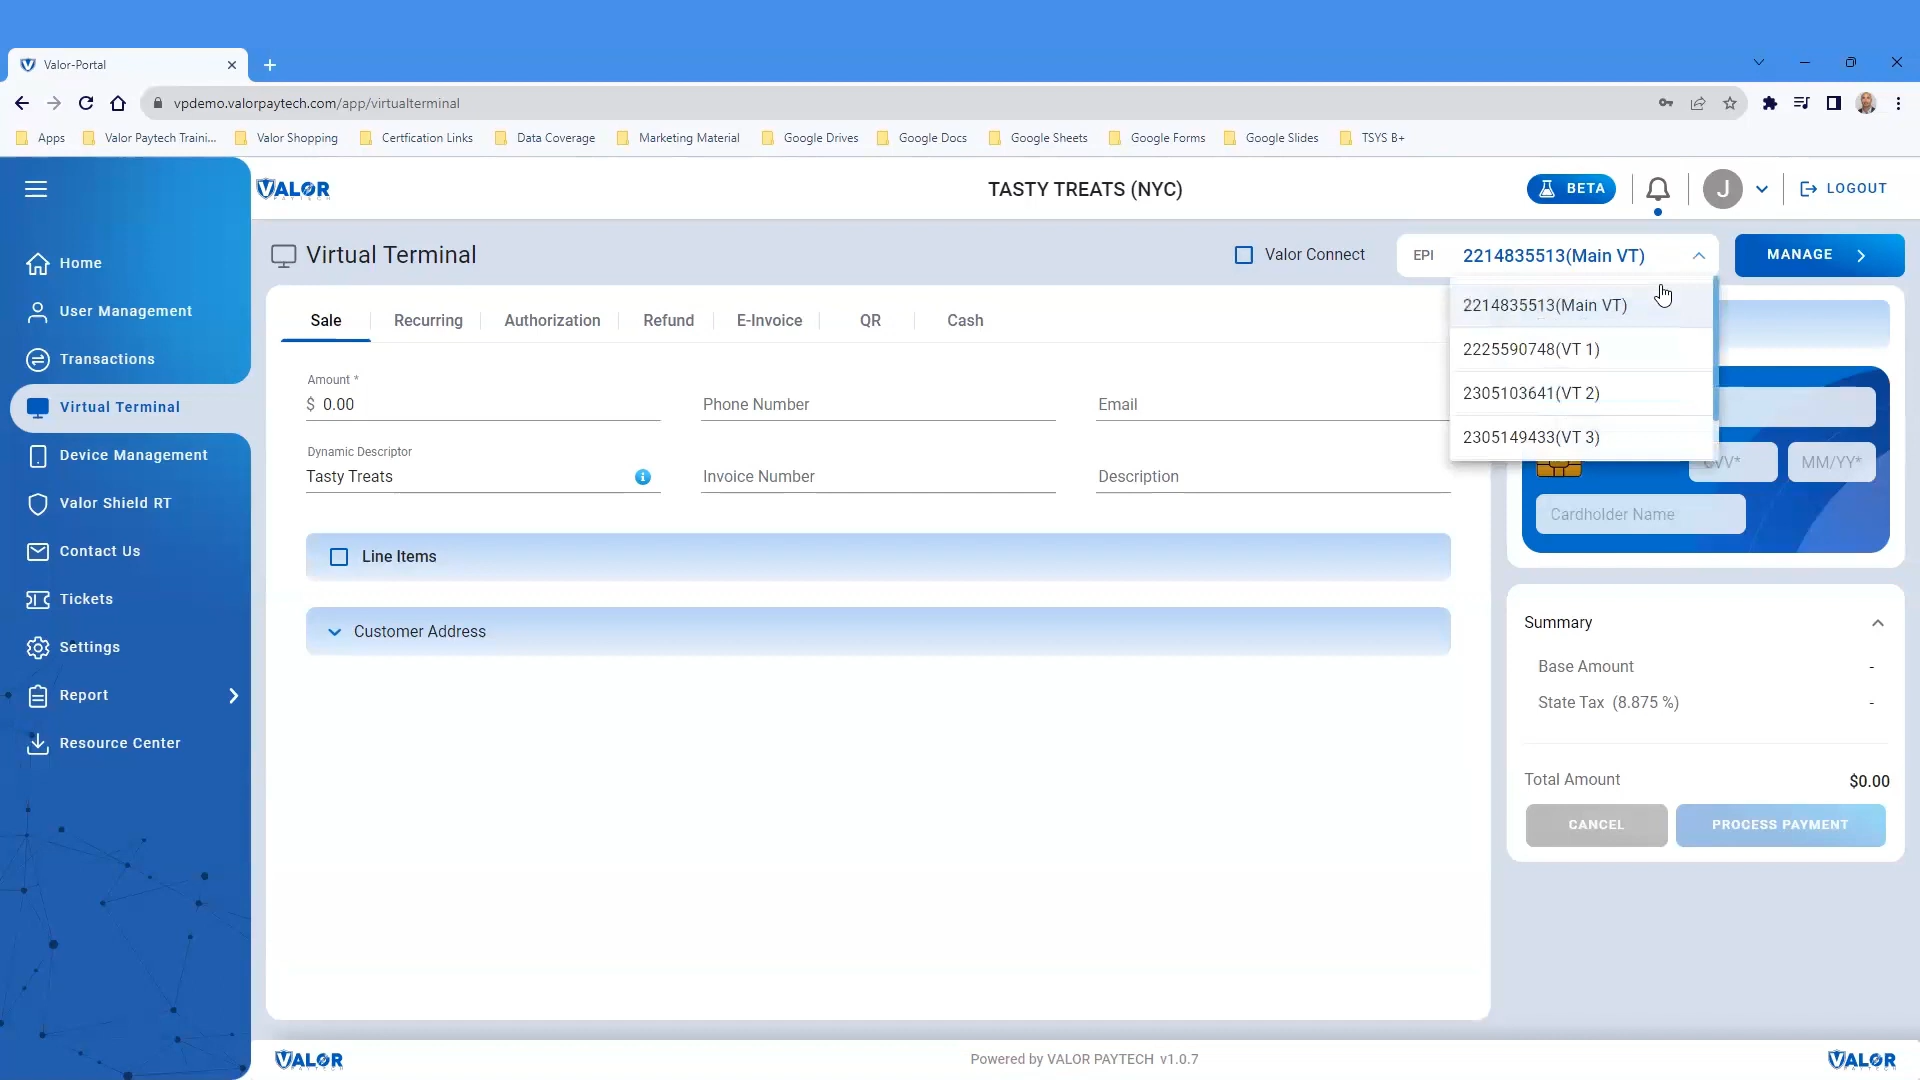 Valor-Portal
vpdemo.valorpaytech.com/app/virtualterminal
Apps
Valor Paytech Traini...
Valor Shopping
Certfication Links
Data Coverage
Marketing Material
Google Drives
Google Docs
Google Sheets
Google Forms
Google Slides
TSYS B+
VALOR
PAYTECH
TASTY TREATS (NYC)
BETA
J
LOGOUT
Home
User Management
Transactions
Virtual Terminal
Device Management
Valor Shield RT
Contact Us
Tickets
Settings
Report
Resource Center
Virtual Terminal
Valor Connect
EPI
2214835513(Main VT)
MANAGE
2214835513(Main VT)
2225590748(VT 1)
2305103641(VT 2)
2305149433(VT 3)
Sale
Recurring
Authorization
Refund
E-Invoice
QR
Cash
Amount *
$ 0.00
Phone Number
Email
Dynamic Descriptor
Tasty Treats
Invoice Number
Description
Line Items
Customer Address
CVV*
MM/YY*
Cardholder Name
Summary
Base Amount
-
State Tax (8.875 %)
-
Total Amount
$0.00
CANCEL
PROCESS PAYMENT
VALOR
PAYTECH
Powered by VALOR PAYTECH v1.0.7
VALOR
PAYTECH